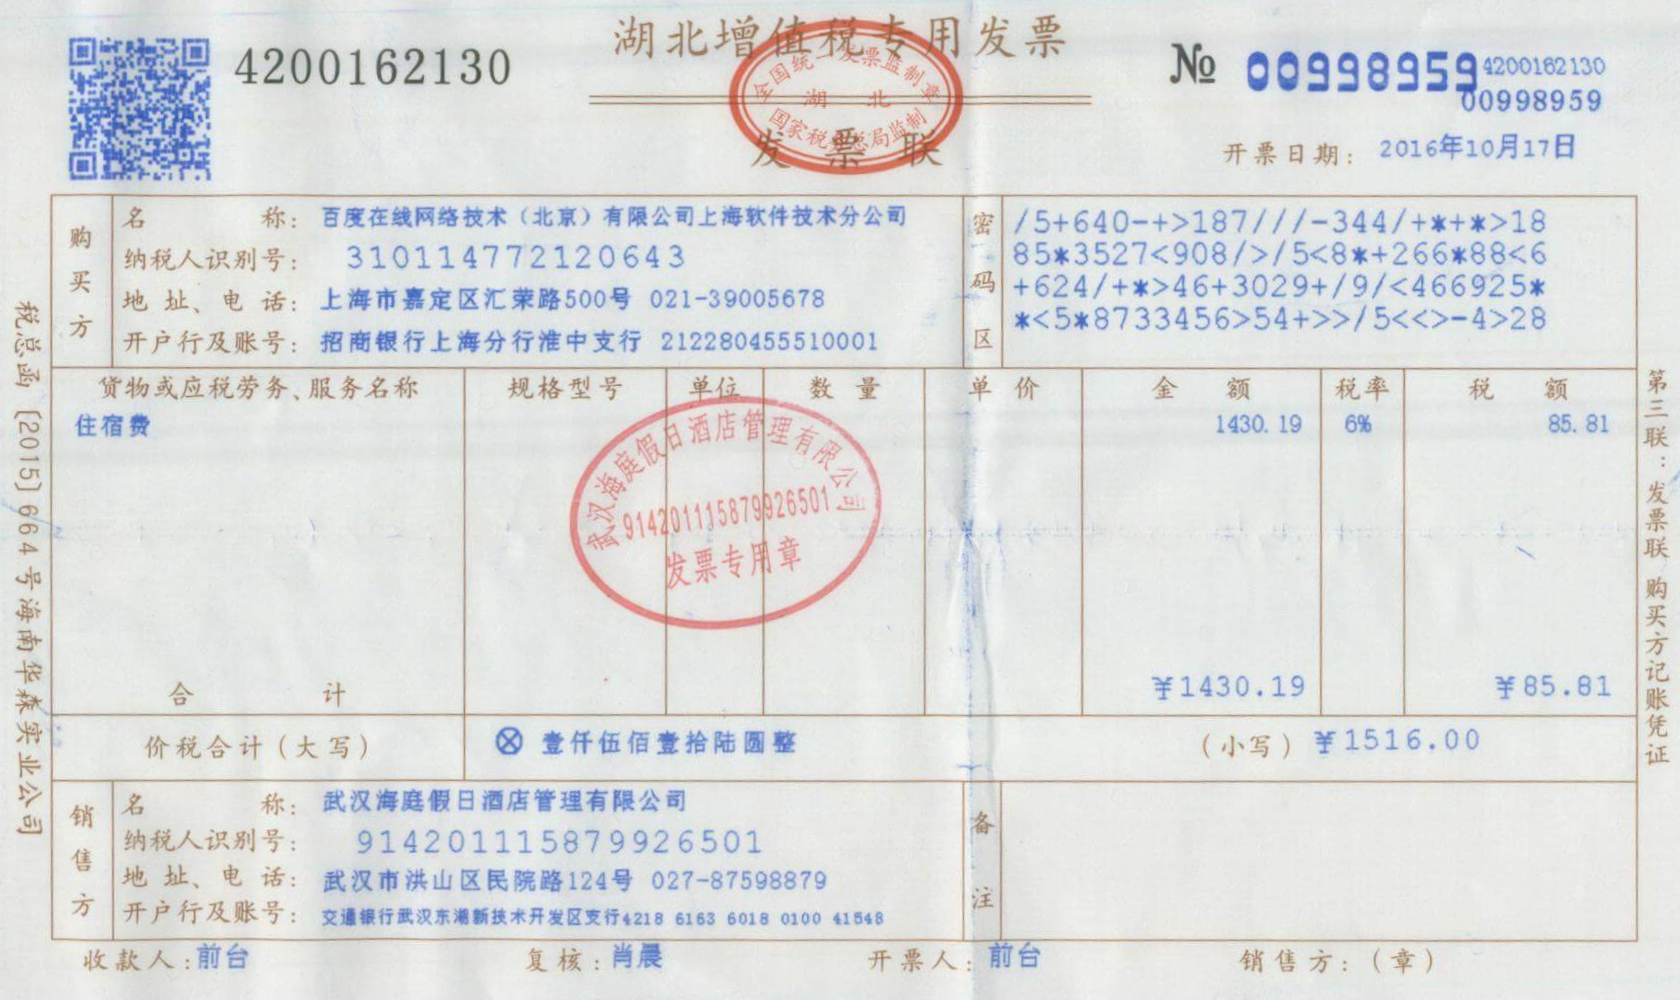 湖北增值税专用发票
4200162130
№ 00998959
4200162130
00998959
全国统一发票监制章
湖 北
国家税务总局监制
发票联
开票日期: 2016年10月17日
购买方
名 称: 百度在线网络技术（北京）有限公司上海软件技术分公司
纳税人识别号: 310114772120643
地址、电话: 上海市嘉定区汇荣路500号 021-39005678
开户行及账号: 招商银行上海分行淮中支行 212280455510001
密码区
/5+640-+>187///-344/+*+*>18
85*3527<908/>/5<8*+266*88<6
+624/+*>46+3029+/9/<466925*
*<5*8733456>54+>>/5<<>-4>28
货物或应税劳务、服务名称 规格型号 单位 数量 单价 金额 税率 税额
住宿费 1430.19 6% 85.81
武汉海庭假日酒店管理有限公司
914201115879926501
发票专用章
合计 ¥1430.19 ¥85.81
价税合计(大写) ⊗ 壹仟伍佰壹拾陆圆整 (小写) ¥1516.00
销售方
名 称: 武汉海庭假日酒店管理有限公司
纳税人识别号: 914201115879926501
地址、电话: 武汉市洪山区民院路124号 027-87598879
开户行及账号: 交通银行武汉东湖新技术开发区支行4218 6163 6018 0100 41548
备注
收款人: 前台 复核: 肖晨 开票人: 前台 销售方:(章)
税总函[2015]664号海南华森实业公司
第三联:发票联 购买方记账凭证